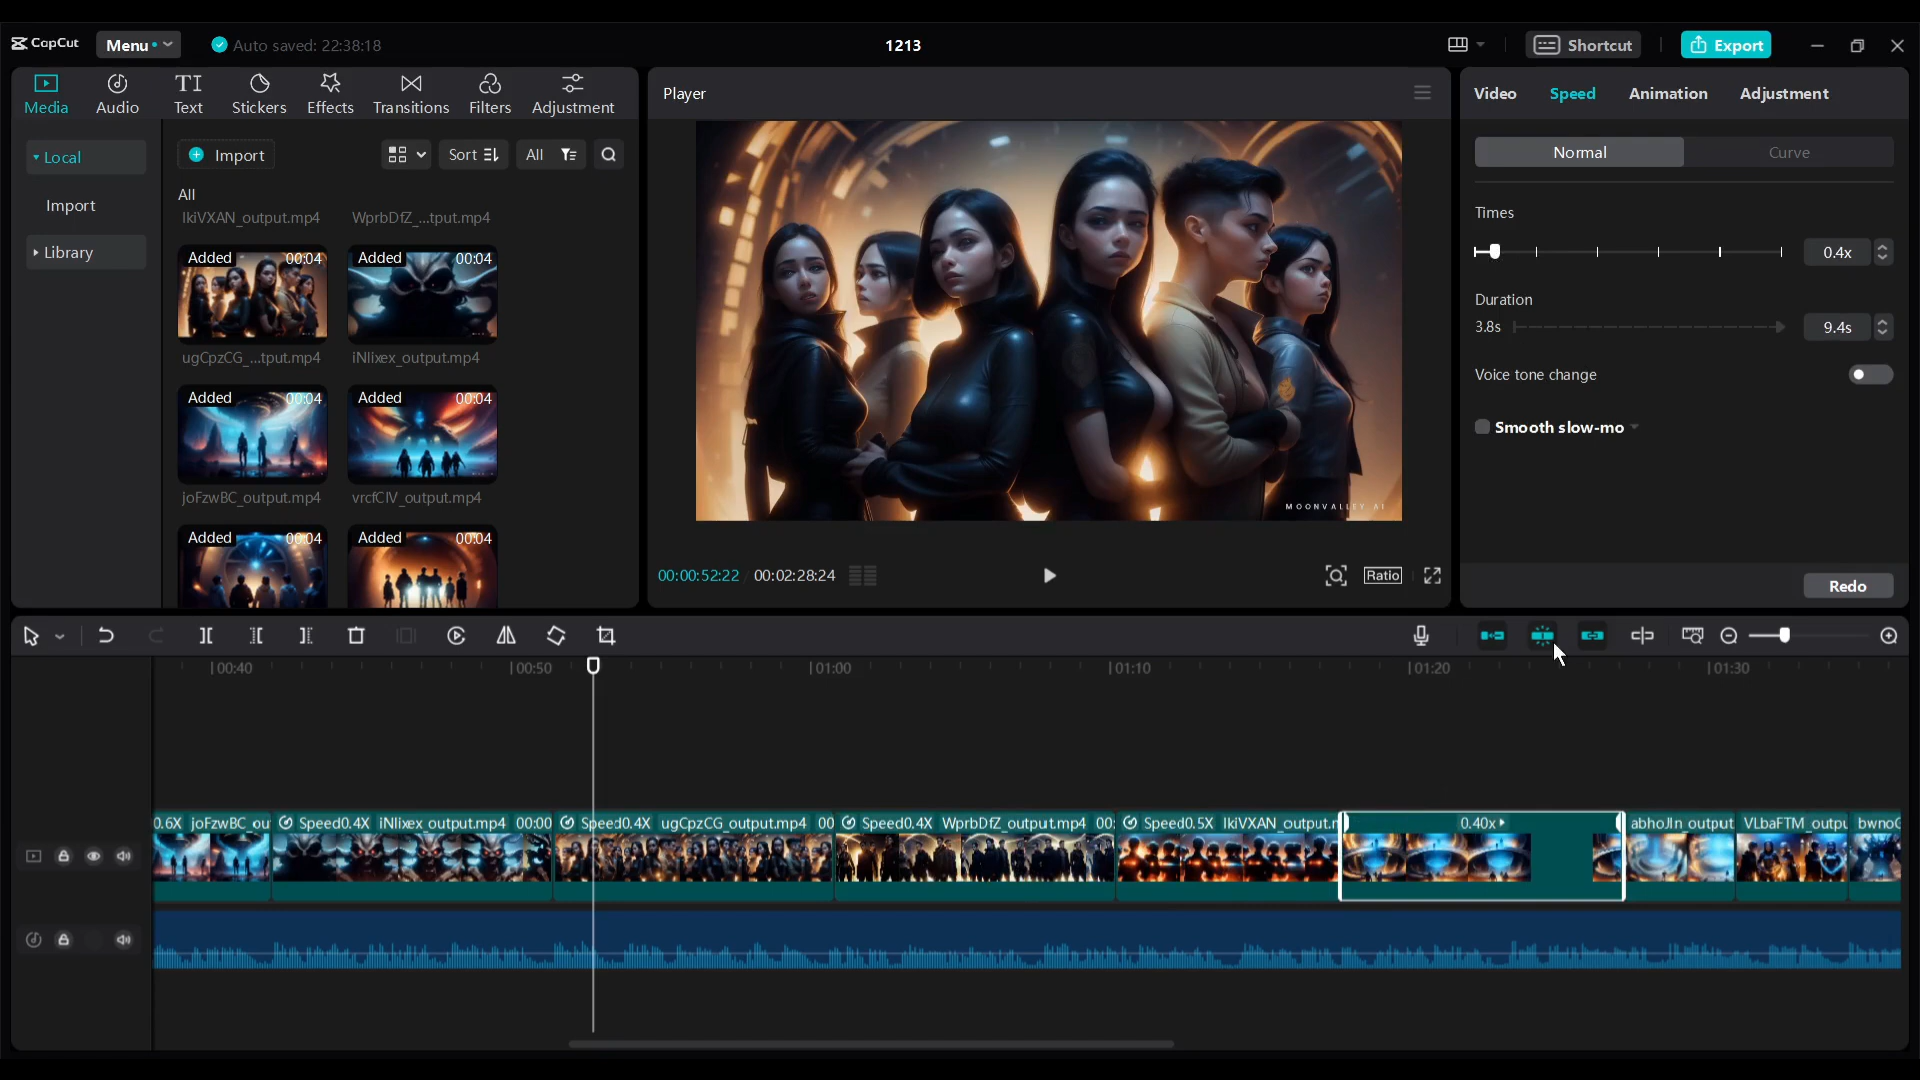 CapCut
Menu
Auto saved: 22:38:18
1213
Shortcut
Export
Media
Audio
Text
Stickers
Effects
Transitions
Filters
Adjustment
Local
Import
Library
Import
Sort
All
All
IkiVXAN_output.mp4
WprbDfZ_...tput.mp4
Added 00:04
Added 00:04
ugCpzCG_...tput.mp4
iNlixex_output.mp4
Added 00:04
Added 00:04
joFzwBC_output.mp4
vrcfCIV_output.mp4
Added 00:04
Added 00:04
Player
MOONVALLEY AI
00:00:52:22
00:02:28:24
Ratio
Video
Speed
Animation
Adjustment
Normal
Curve
Times
0.4x
Duration
3.8s
9.4s
Voice tone change
Smooth slow-mo
Redo
00:40
00:50
01:00
01:10
01:20
01:30
0.6X joFzwBC_ou
Speed0.4X iNlixex_output.mp4 00:00
Speed0.4X ugCpzCG_output.mp4 00
Speed0.4X WprbDfZ_output.mp4 00:
Speed0.5X IkiVXAN_output.m
0.40x
abhoJln_output
VLbaFTM_outpu
bwnoG